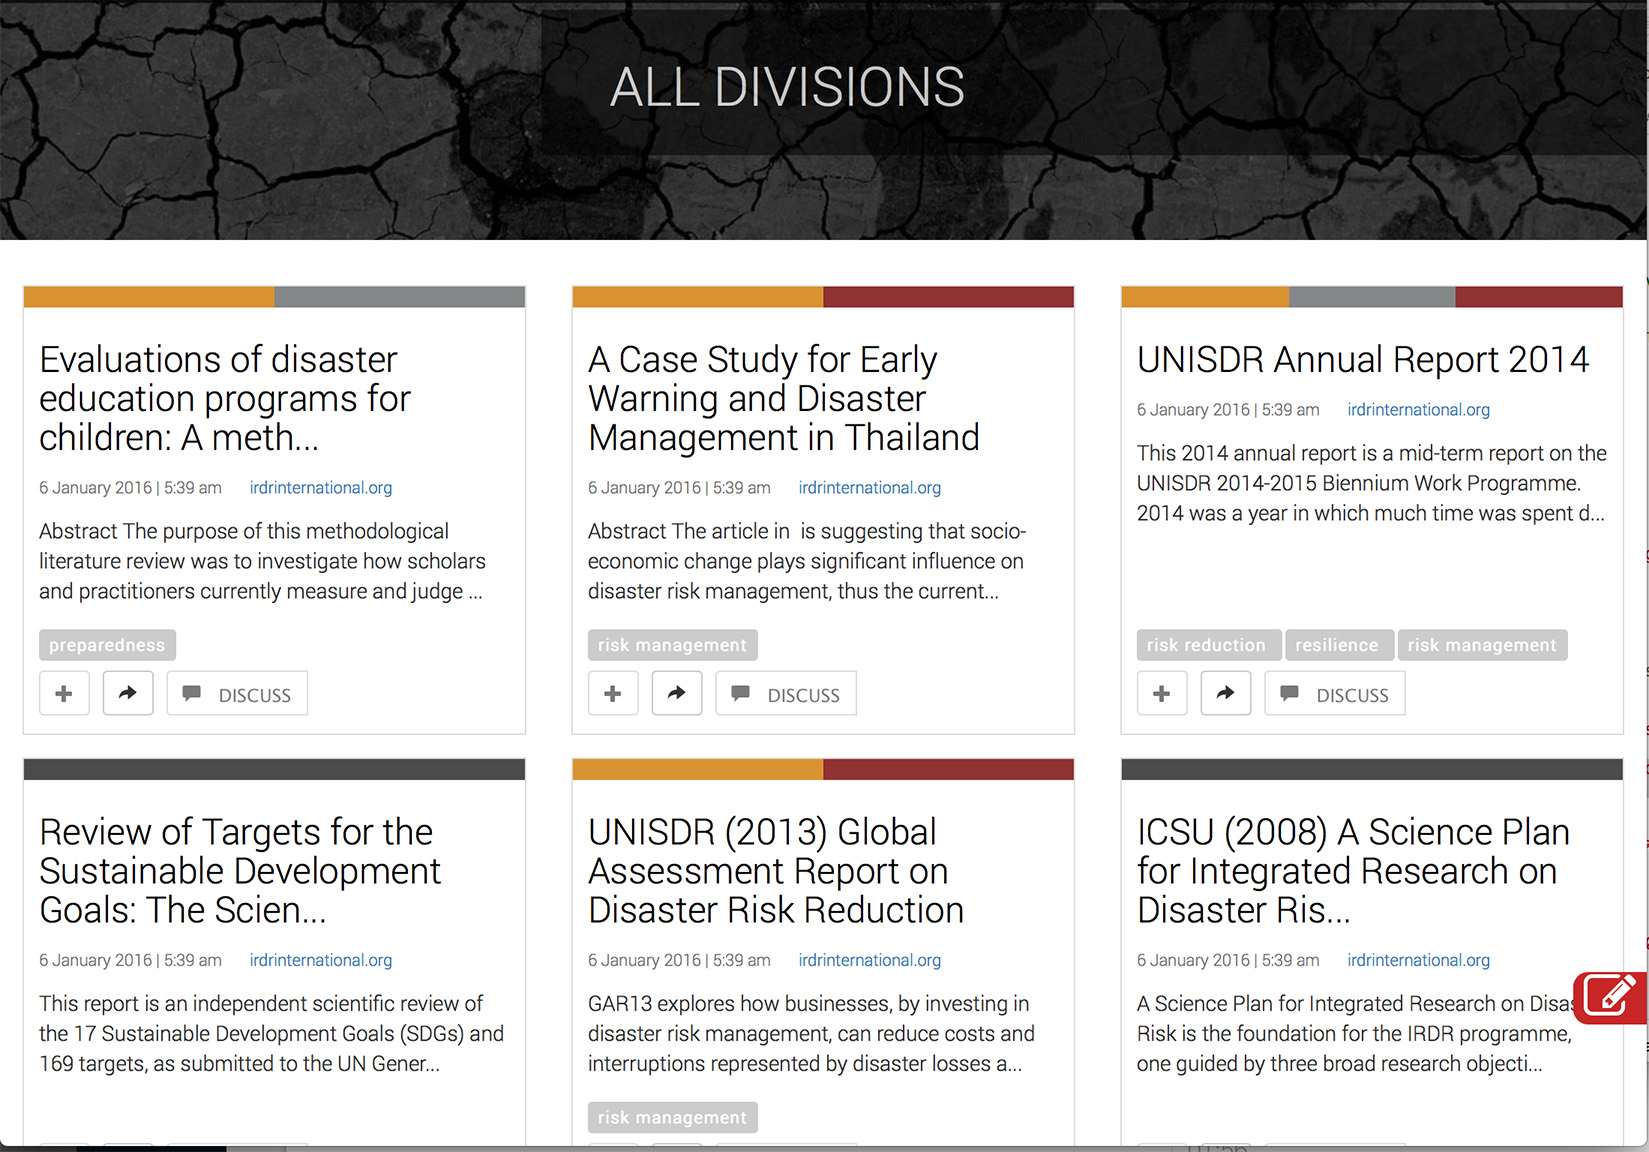 ALL DIVISIONS
Evaluations of disaster
education programs for
children: A meth...
6 January 2016 | 5:39 am irdrinternational.org
Abstract The purpose of this methodological
literature review was to investigate how scholars
and practitioners currently measure and judge ...
preparedness
DISCUSS
A Case Study for Early
Warning and Disaster
Management in Thailand
6 January 2016 | 5:39 am irdrinternational.org
Abstract The article in  is suggesting that socio-
economic change plays significant influence on
disaster risk management, thus the current...
risk management
DISCUSS
UNISDR Annual Report 2014
6 January 2016 | 5:39 am irdrinternational.org
This 2014 annual report is a mid-term report on the
UNISDR 2014-2015 Biennium Work Programme.
2014 was a year in which much time was spent d...
risk reduction resilience risk management
DISCUSS
Review of Targets for the
Sustainable Development
Goals: The Scien...
6 January 2016 | 5:39 am irdrinternational.org
This report is an independent scientific review of
the 17 Sustainable Development Goals (SDGs) and
169 targets, as submitted to the UN Gener...
UNISDR (2013) Global
Assessment Report on
Disaster Risk Reduction
6 January 2016 | 5:39 am irdrinternational.org
GAR13 explores how businesses, by investing in
disaster risk management, can reduce costs and
interruptions represented by disaster losses a...
risk management
ICSU (2008) A Science Plan
for Integrated Research on
Disaster Ris...
6 January 2016 | 5:39 am irdrinternational.org
A Science Plan for Integrated Research on Disas
Risk is the foundation for the IRDR programme,
one guided by three broad research objecti...